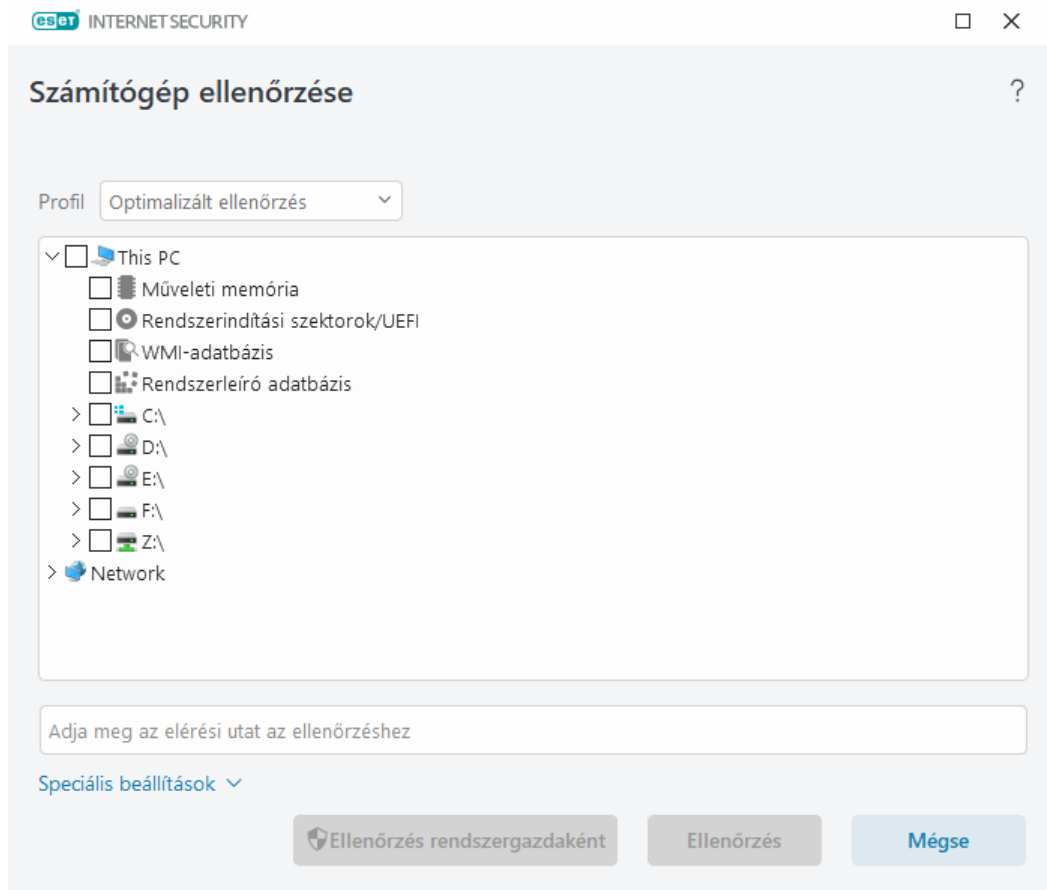 eset INTERNET SECURITY
Számítógép ellenőrzése
?
Profil Optimalizált ellenőrzés
This PC
Műveleti memória
Rendszerindítási szektorok/UEFI
WMI-adatbázis
Rendszerleíró adatbázis
C:\
D:\
E:\
F:\
Z:\
Network
Adja meg az elérési utat az ellenőrzéshez
Speciális beállítások
Ellenőrzés rendszergazdaként Ellenőrzés Mégse